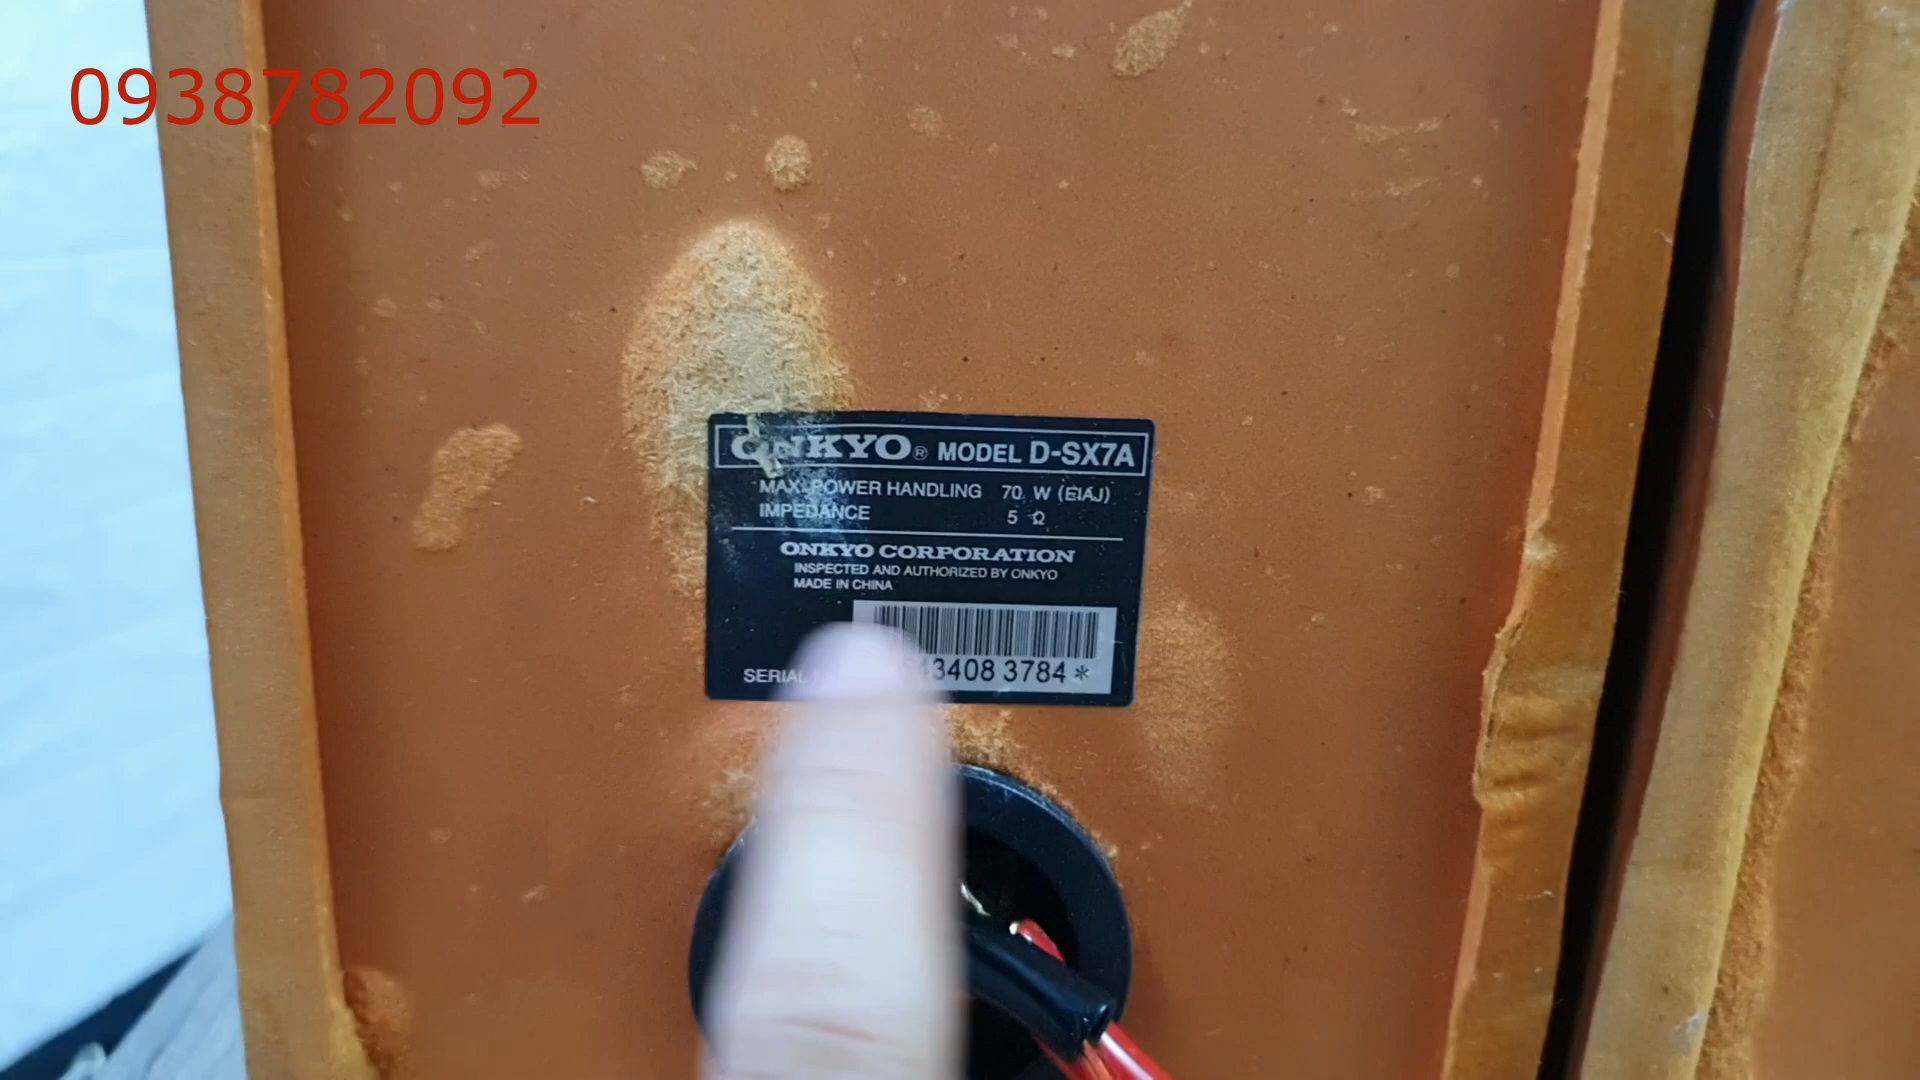 0938782092
ONKYO® MODEL D-SX7A
MAX. POWER HANDLING 70 W (EIAJ)
IMPEDANCE 5 Ω
ONKYO CORPORATION
INSPECTED AND AUTHORIZED BY ONKYO
MADE IN CHINA
SERIAL 43408 3784*